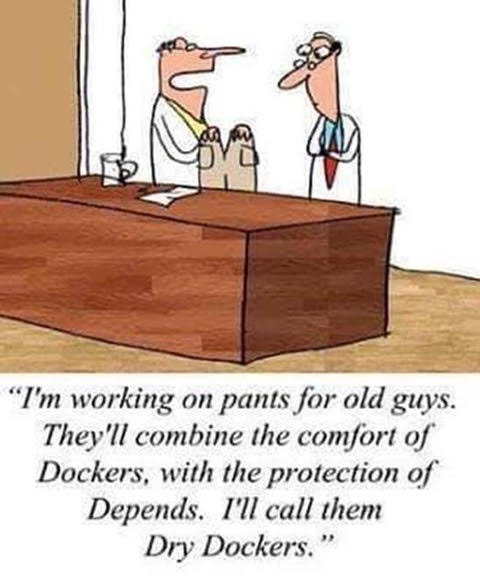 “I'm working on pants for old guys.
They'll combine the comfort of
Dockers, with the protection of
Depends.  I'll call them
Dry Dockers.”